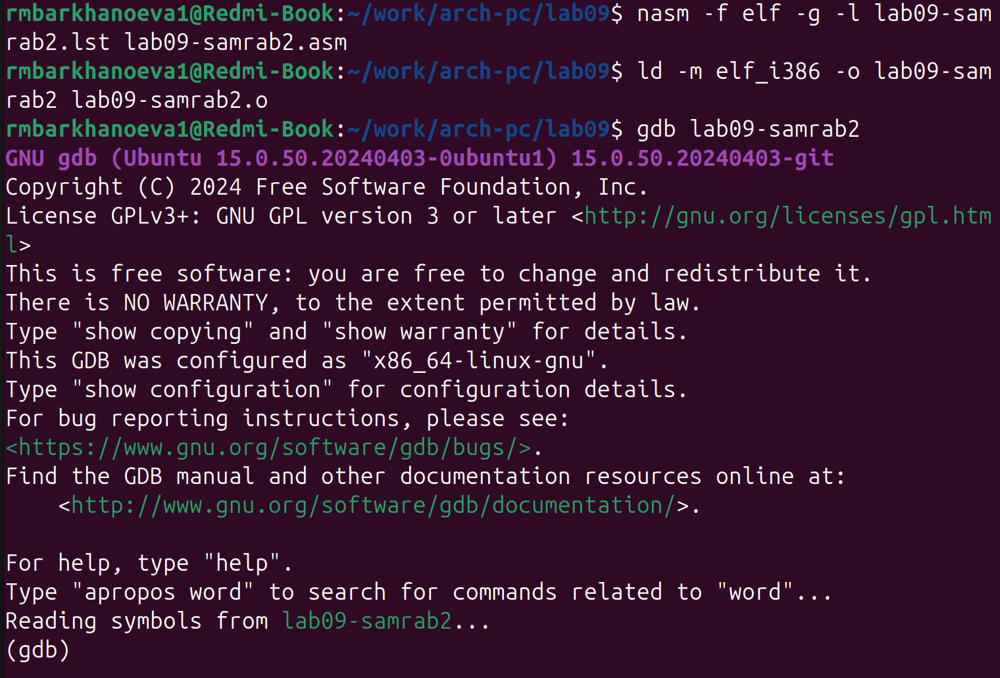 rmbarkhanoeva1@Redmi-Book:~/work/arch-pc/lab09$ nasm -f elf -g -l lab09-sam
rab2.lst lab09-samrab2.asm
rmbarkhanoeva1@Redmi-Book:~/work/arch-pc/lab09$ ld -m elf_i386 -o lab09-sam
rab2 lab09-samrab2.o
rmbarkhanoeva1@Redmi-Book:~/work/arch-pc/lab09$ gdb lab09-samrab2
GNU gdb (Ubuntu 15.0.50.20240403-0ubuntu1) 15.0.50.20240403-git
Copyright (C) 2024 Free Software Foundation, Inc.
License GPLv3+: GNU GPL version 3 or later <http://gnu.org/licenses/gpl.htm
l>
This is free software: you are free to change and redistribute it.
There is NO WARRANTY, to the extent permitted by law.
Type "show copying" and "show warranty" for details.
This GDB was configured as "x86_64-linux-gnu".
Type "show configuration" for configuration details.
For bug reporting instructions, please see:
<https://www.gnu.org/software/gdb/bugs/>.
Find the GDB manual and other documentation resources online at:
    <http://www.gnu.org/software/gdb/documentation/>.

For help, type "help".
Type "apropos word" to search for commands related to "word"...
Reading symbols from lab09-samrab2...
(gdb)